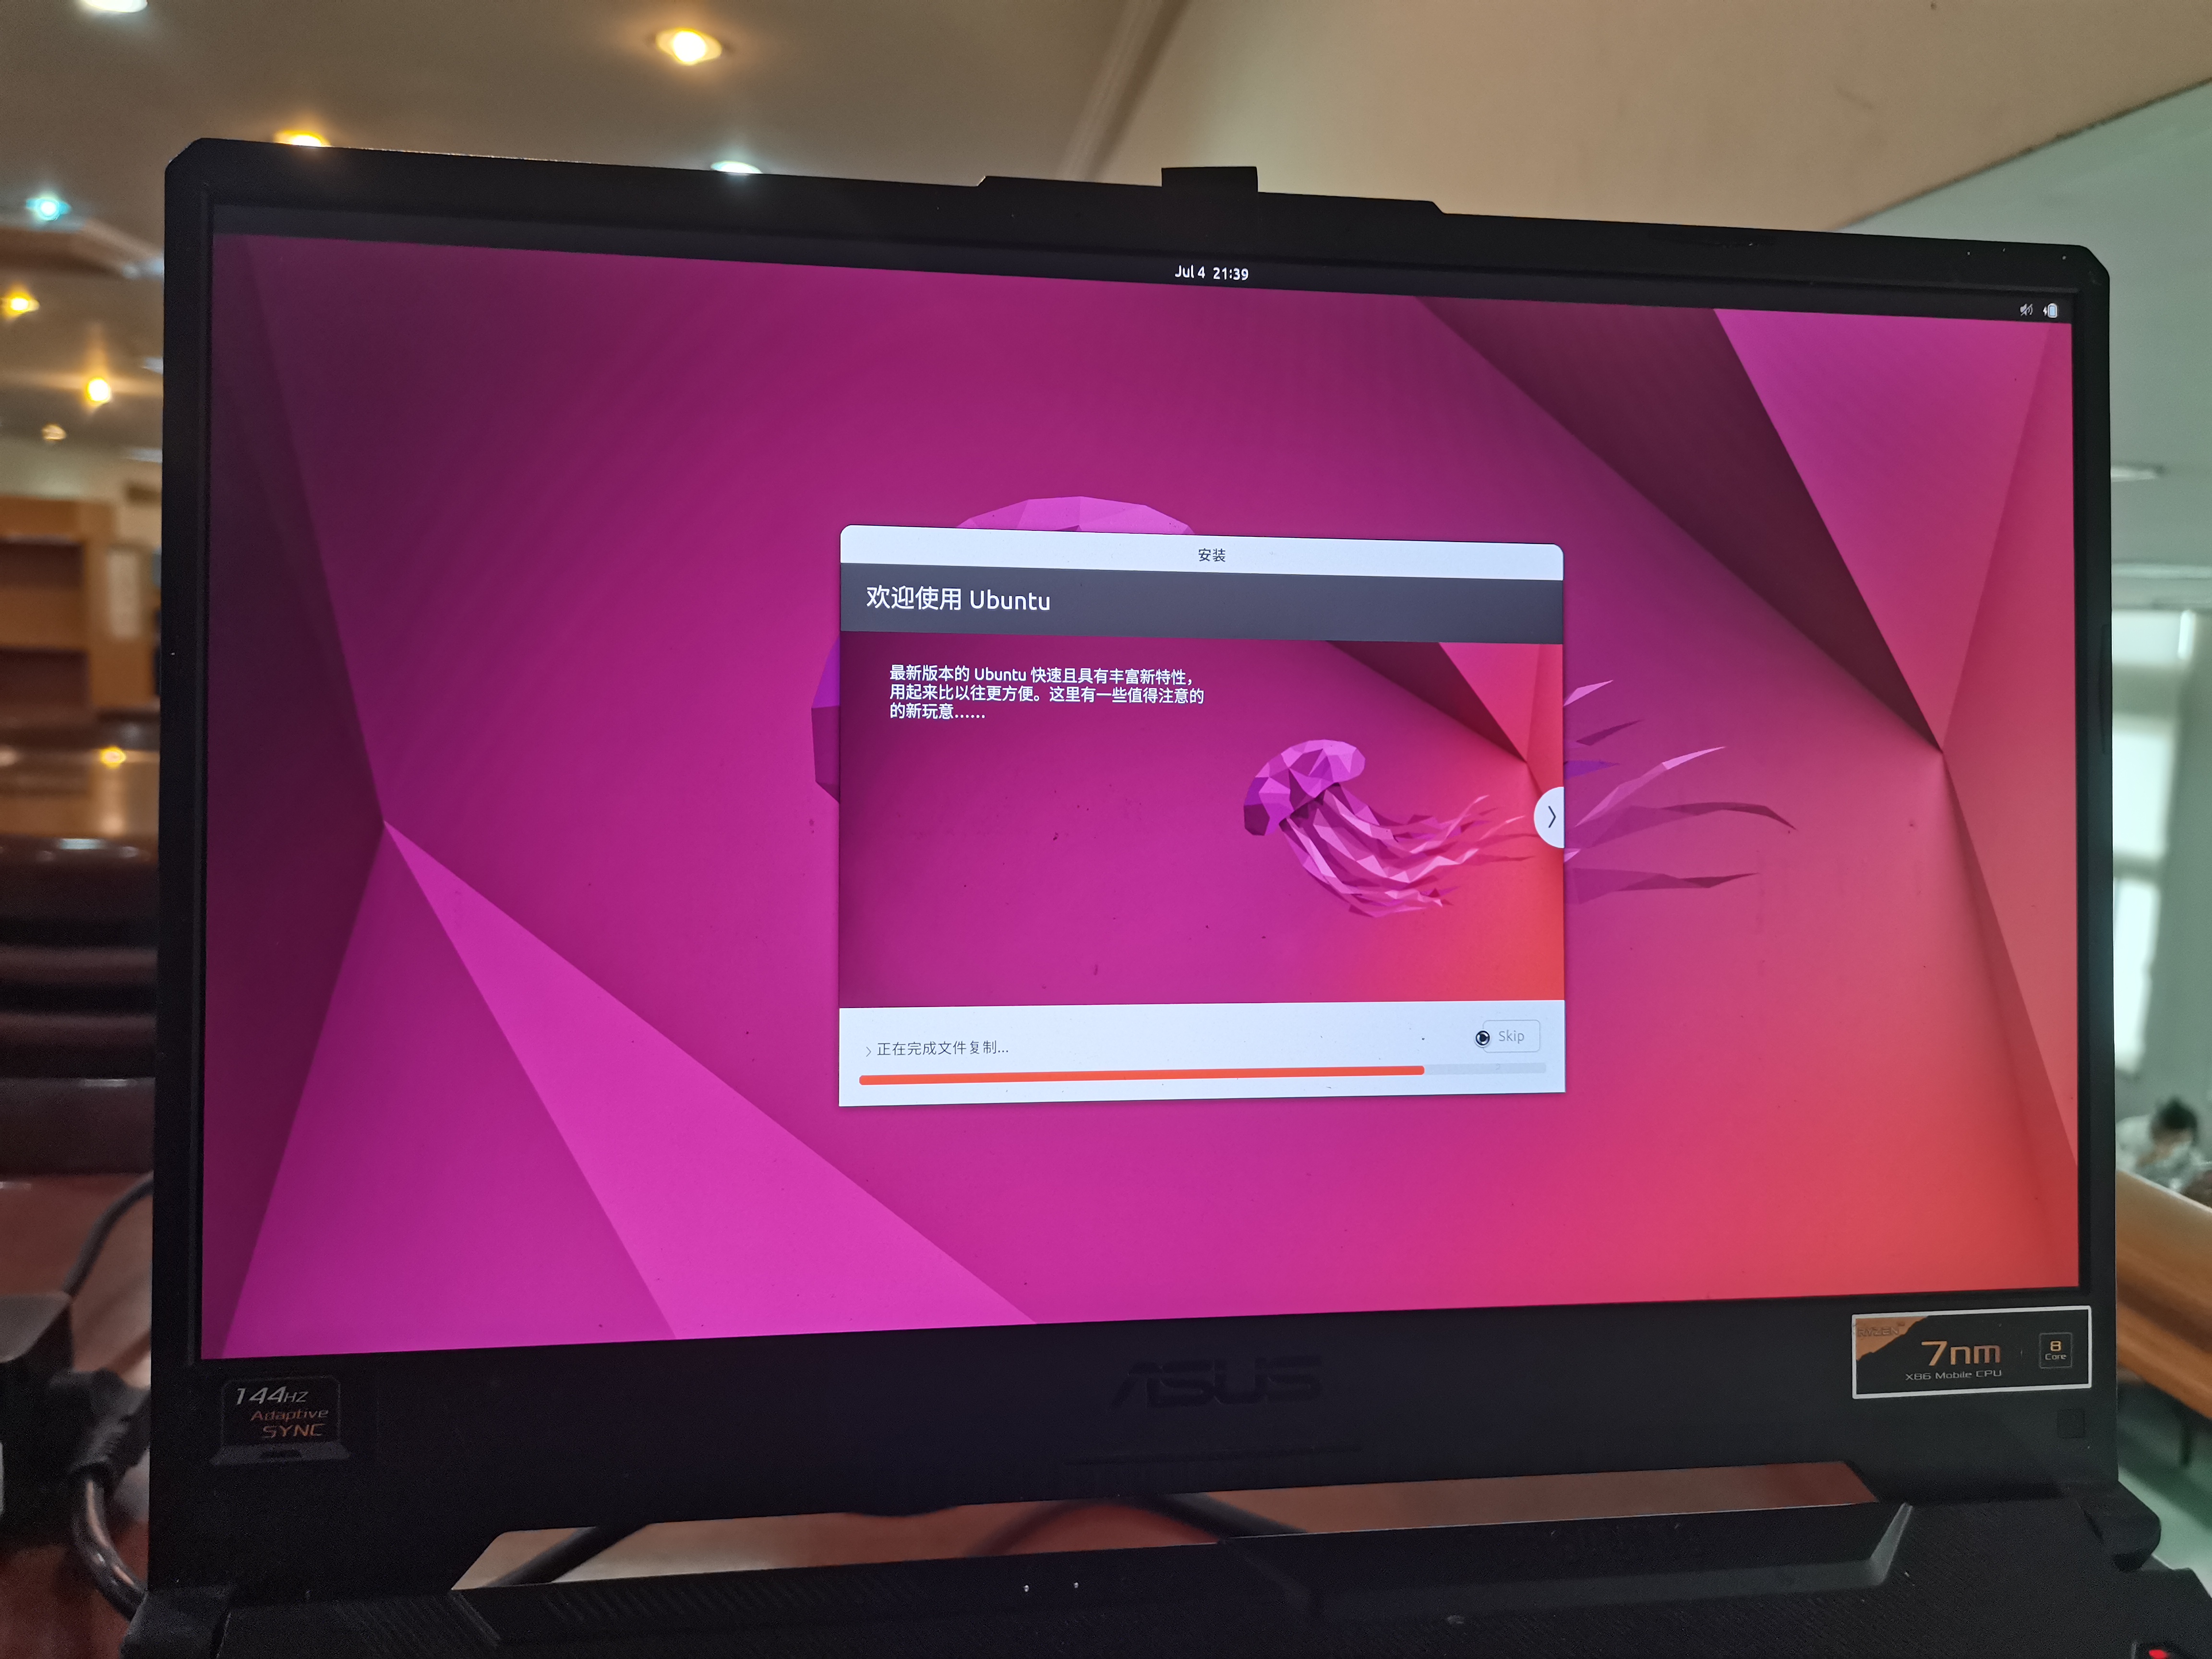 Jul 4 21:39
安装
欢迎使用 Ubuntu
最新版本的 Ubuntu 快速且具有丰富新特性，
用起来比以往更方便。这里有一些值得注意的
的新玩意……
正在完成文件复制...
Skip
144HZ
Adaptive
SYNC
ASUS
RYZEN
7nm
X86 Mobile CPU
8
Core